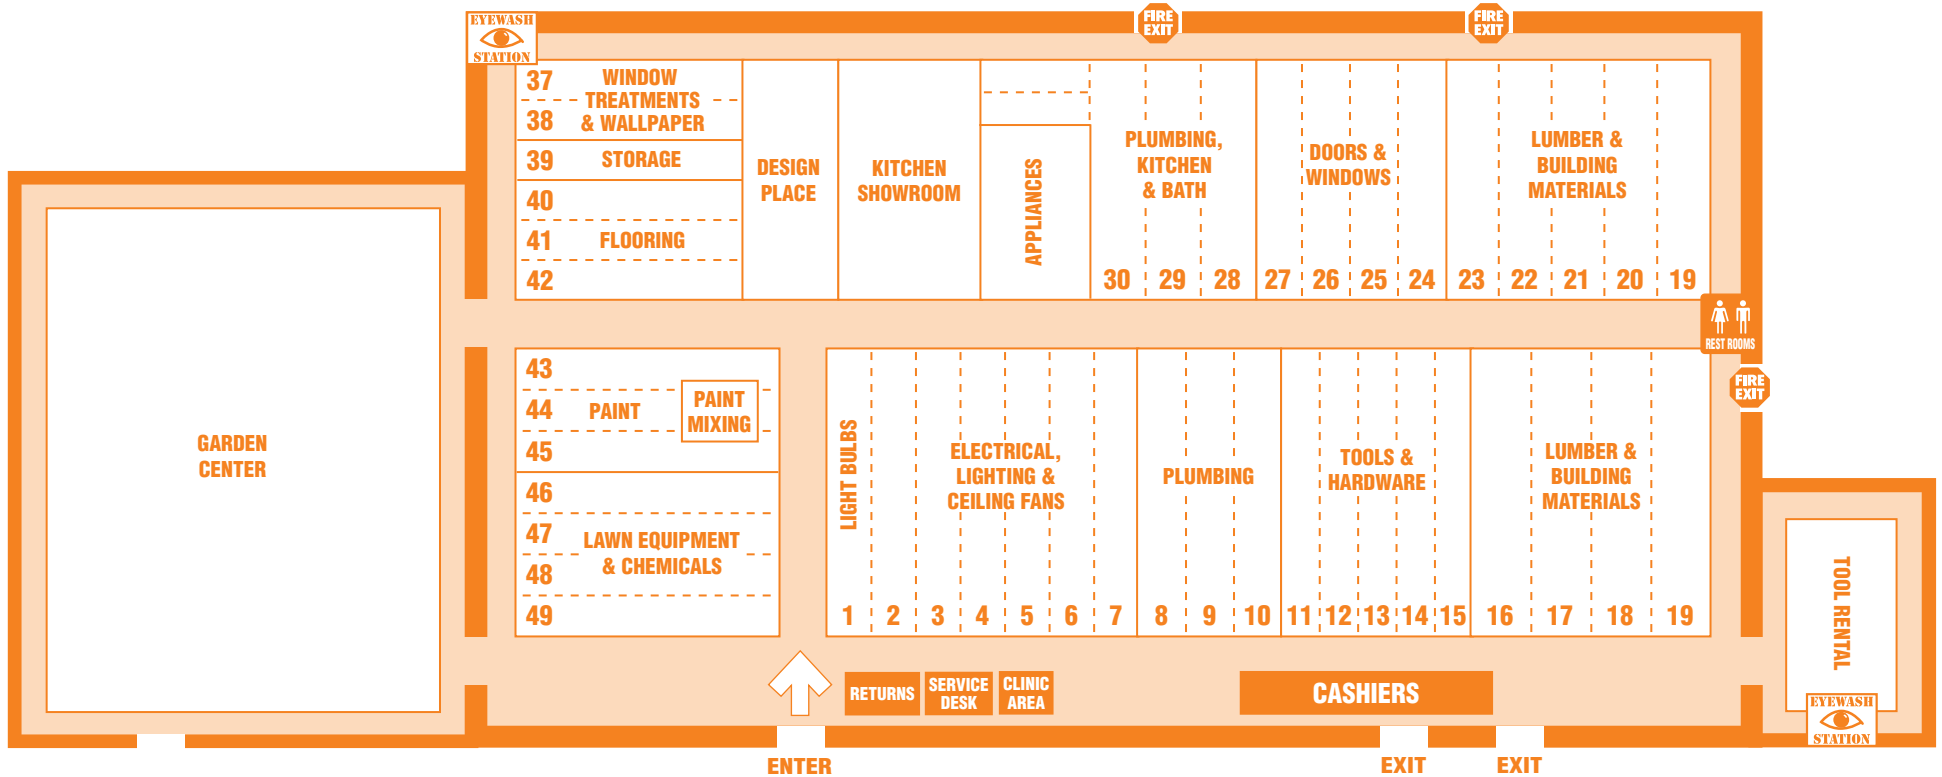 EYEWASH
STATION
FIRE
EXIT
FIRE
EXIT
37
38
39
40
41
42
WINDOW
TREATMENTS
& WALLPAPER
STORAGE
FLOORING
DESIGN
PLACE
KITCHEN
SHOWROOM
APPLIANCES
PLUMBING,
KITCHEN
& BATH
30 29 28
DOORS &
WINDOWS
27 26 25 24
LUMBER &
BUILDING
MATERIALS
23 22 21 20 19
REST ROOMS
FIRE
EXIT
GARDEN
CENTER
43
44
45
46
47
48
49
PAINT
PAINT
MIXING
LAWN EQUIPMENT
& CHEMICALS
LIGHT BULBS
ELECTRICAL,
LIGHTING &
CEILING FANS
1 2 3 4 5 6 7
PLUMBING
8 9 10
TOOLS &
HARDWARE
11 12 13 14 15
LUMBER &
BUILDING
MATERIALS
16 17 18 19
TOOL RENTAL
EYEWASH
STATION
RETURNS
SERVICE
DESK
CLINIC
AREA
CASHIERS
ENTER
EXIT
EXIT